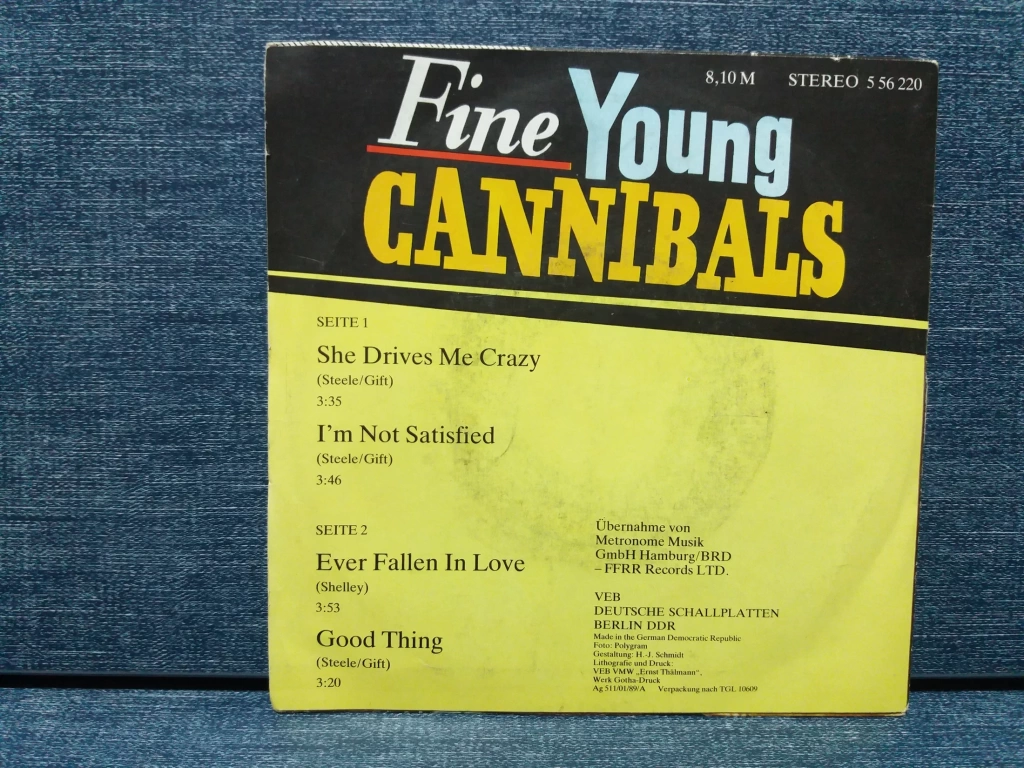 8,10 M STEREO 5 56 220
Fine Young
CANNIBALS
SEITE 1
She Drives Me Crazy
(Steele/Gift)
3:35
I'm Not Satisfied
(Steele/Gift)
3:46
SEITE 2
Ever Fallen In Love
(Shelley)
3:53
Good Thing
(Steele/Gift)
3:20
Übernahme von
Metronome Musik
GmbH Hamburg/BRD
– FFRR Records LTD.
VEB
DEUTSCHE SCHALLPLATTEN
BERLIN DDR
Made in the German Democratic Republic
Foto: Polygram
Gestaltung: H.-J. Schmidt
Lithografie und Druck:
VEB VMW „Ernst Thälmann",
Werk Gotha-Druck
Ag 511/01/89/A Verpackung nach TGL 10609